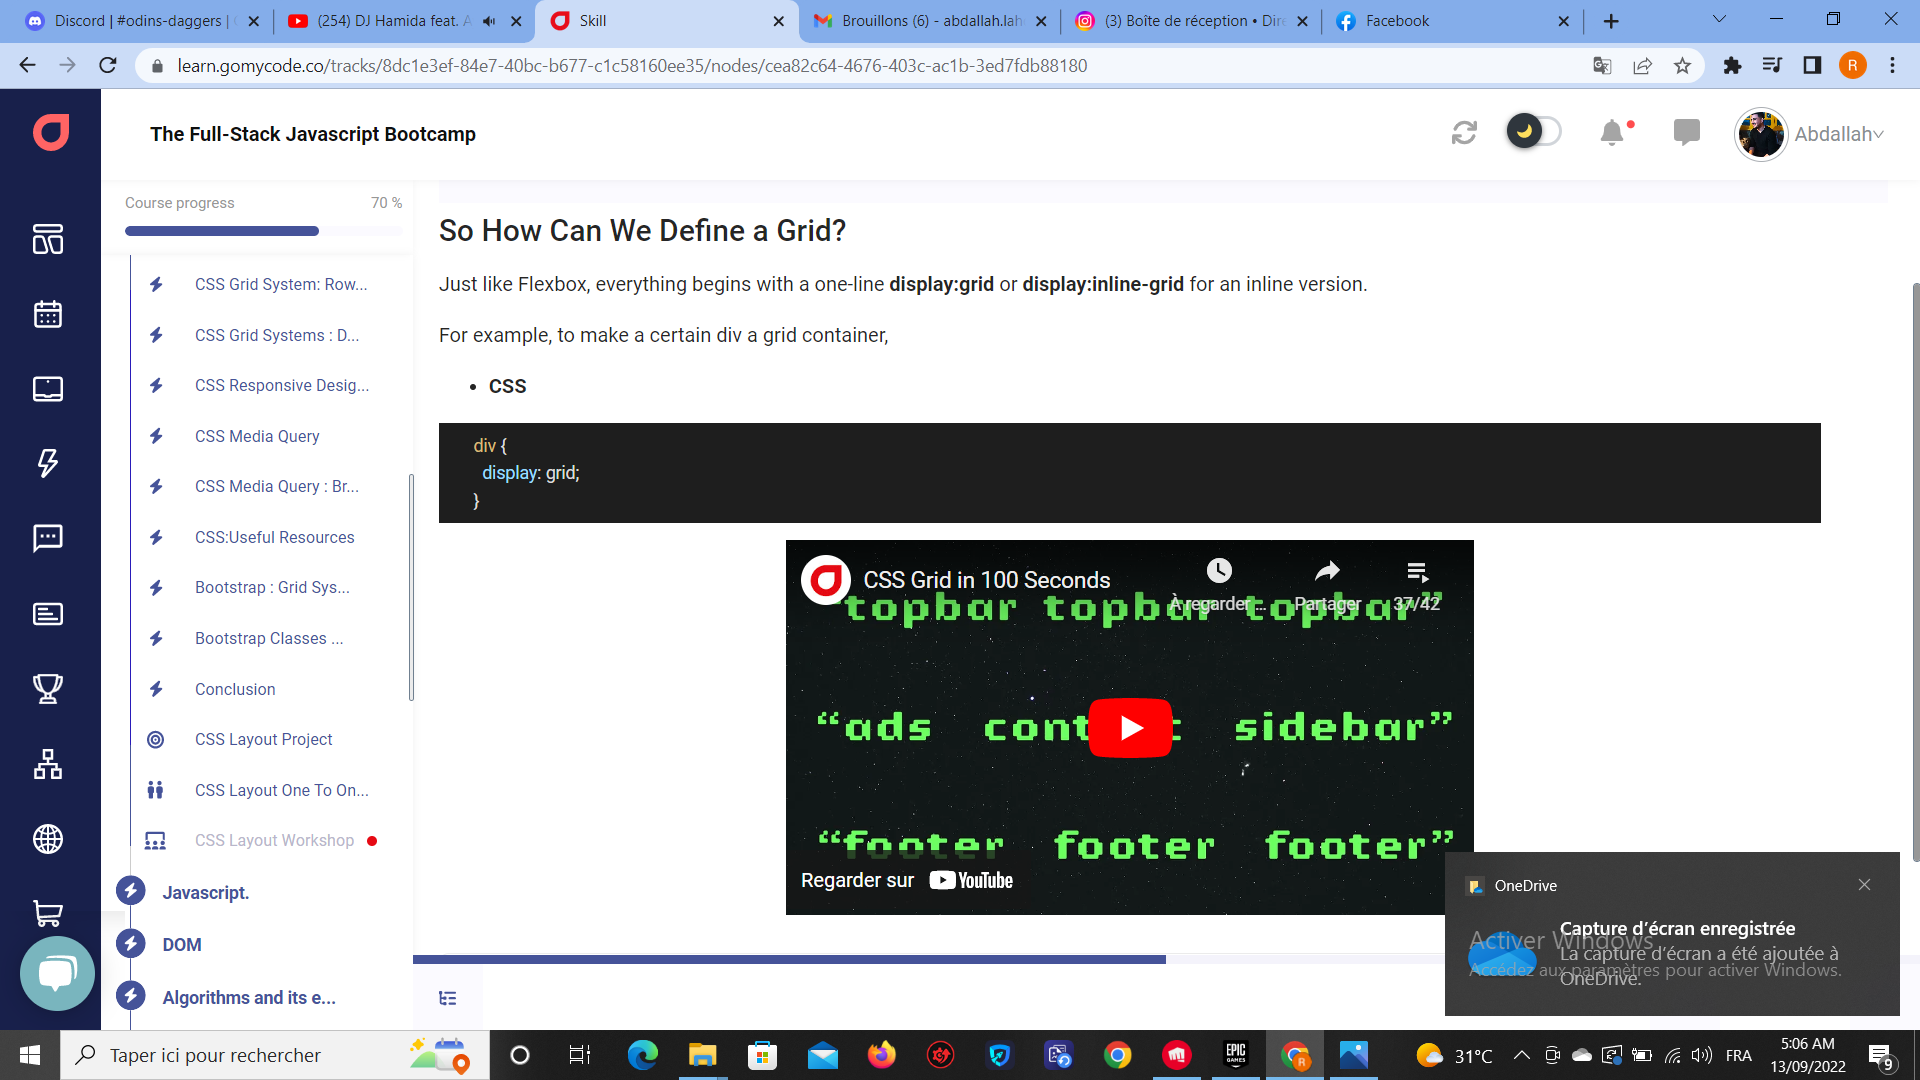 Discord | #odins-daggers |
(254) DJ Hamida feat. A
Skill
Brouillons (6) - abdallah.lah
(3) Boîte de réception • Dire
Facebook
learn.gomycode.co/tracks/8dc1e3ef-84e7-40bc-b677-c1c58160ee35/nodes/cea82c64-4676-403c-ac1b-3ed7fdb88180
R
The Full-Stack Javascript Bootcamp
Abdallah
Course progress
70 %
CSS Grid System: Row...
CSS Grid Systems : D...
CSS Responsive Desig...
CSS Media Query
CSS Media Query : Br...
CSS:Useful Resources
Bootstrap : Grid Sys...
Bootstrap Classes ...
Conclusion
CSS Layout Project
CSS Layout One To On...
CSS Layout Workshop
Javascript.
DOM
Algorithms and its e...
So How Can We Define a Grid?
Just like Flexbox, everything begins with a one-line display:grid or display:inline-grid for an inline version.
For example, to make a certain div a grid container,
• CSS
div {
display: grid;
}
CSS Grid in 100 Seconds
À regarder ...
Partager
37/42
"topbar topbar topbar"
"ads sidebar"
"footer footer footer"
Regarder sur YouTube
OneDrive
Capture d'écran enregistrée
La capture d'écran a été ajoutée à
OneDrive.
Activer Windows
Accédez aux paramètres pour activer Windows.
Taper ici pour rechercher
EPIC
GAMES
R
31°C
FRA
5:06 AM
13/09/2022
9